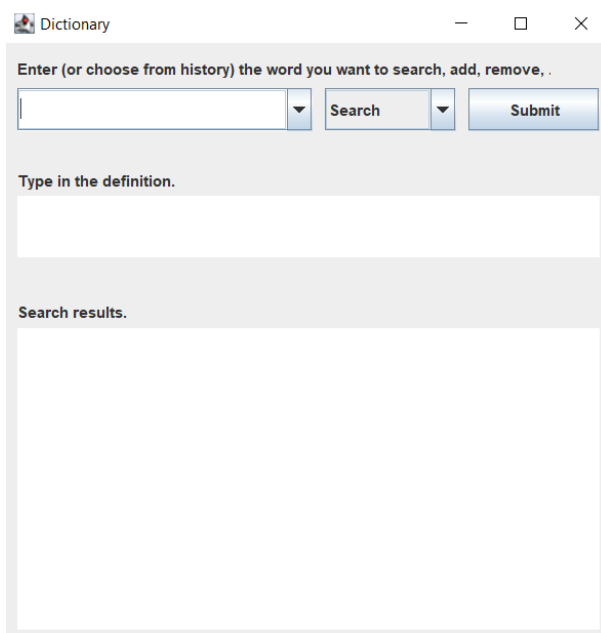 Dictionary
Enter (or choose from history) the word you want to search, add, remove, .
Search
Submit
Type in the definition.
Search results.